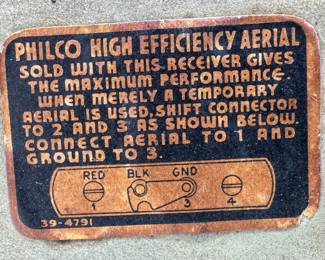 PHILCO HIGH EFFICIENCY AERIAL
SOLD WITH THIS RECEIVER GIVES
THE MAXIMUM PERFORMANCE.
WHEN MERELY A TEMPORARY
AERIAL IS USED, SHIFT CONNECTOR
TO 2 AND 3 AS SHOWN BELOW.
CONNECT AERIAL TO 1 AND
GROUND TO 3.
RED BLK GND
1 3 4
39-4791